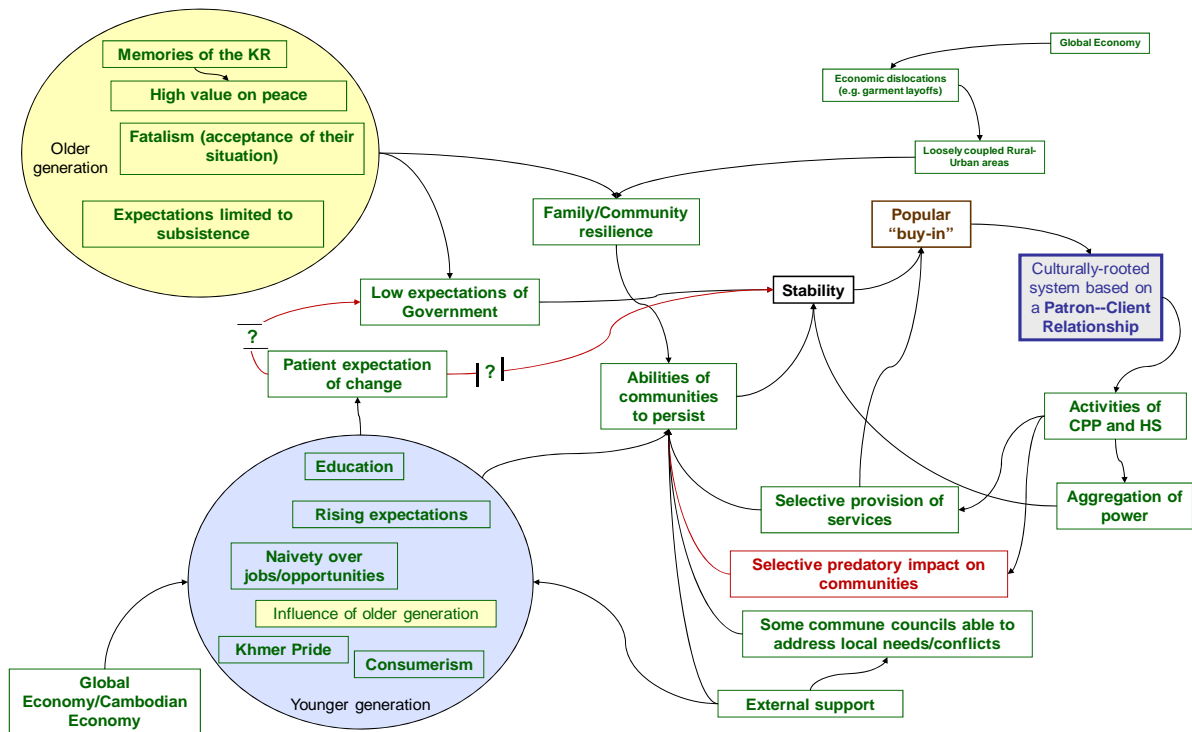 Memories of the KR
High value on peace
Fatalism (acceptance of their
situation)
Older
generation
Expectations limited to
subsistence
Global Economy
Economic dislocations
(e.g. garment layoffs)
Loosely coupled Rural-
Urban areas
Family/Community
resilience
Popular
“buy-in”
Culturally-rooted
system based on
a Patron--Client
Relationship
Low expectations of
Government
Stability
?
Patient expectation
of change
?
Abilities of
communities
to persist
Activities of
CPP and HS
Education
Rising expectations
Selective provision of
services
Aggregation of
power
Naivety over
jobs/opportunities
Selective predatory impact on
communities
Influence of older generation
Some commune councils able to
address local needs/conflicts
Khmer Pride
Consumerism
Global
Economy/Cambodian
Economy
Younger generation
External support